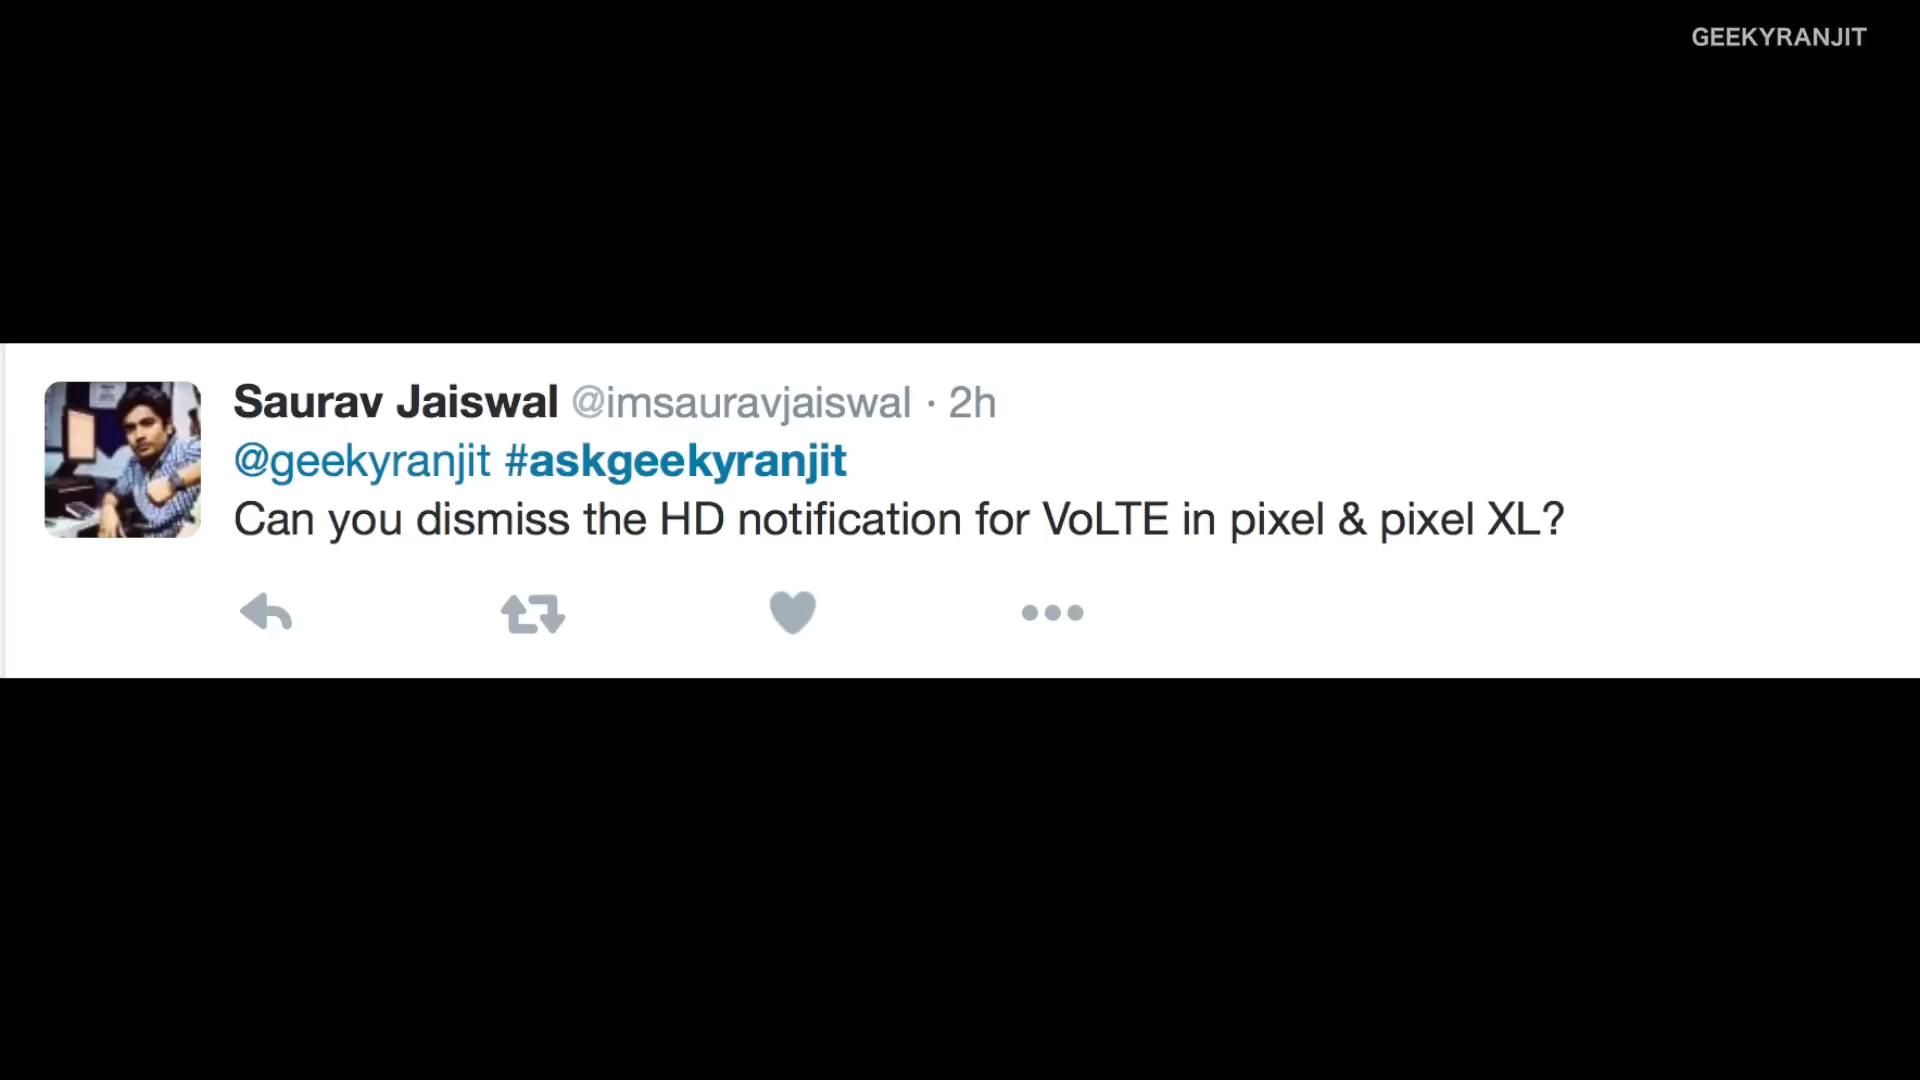 GEEKYRANJIT
Saurav Jaiswal @imsauravjaiswal · 2h
@geekyranjit #askgeekyranjit
Can you dismiss the HD notification for VoLTE in pixel & pixel XL?